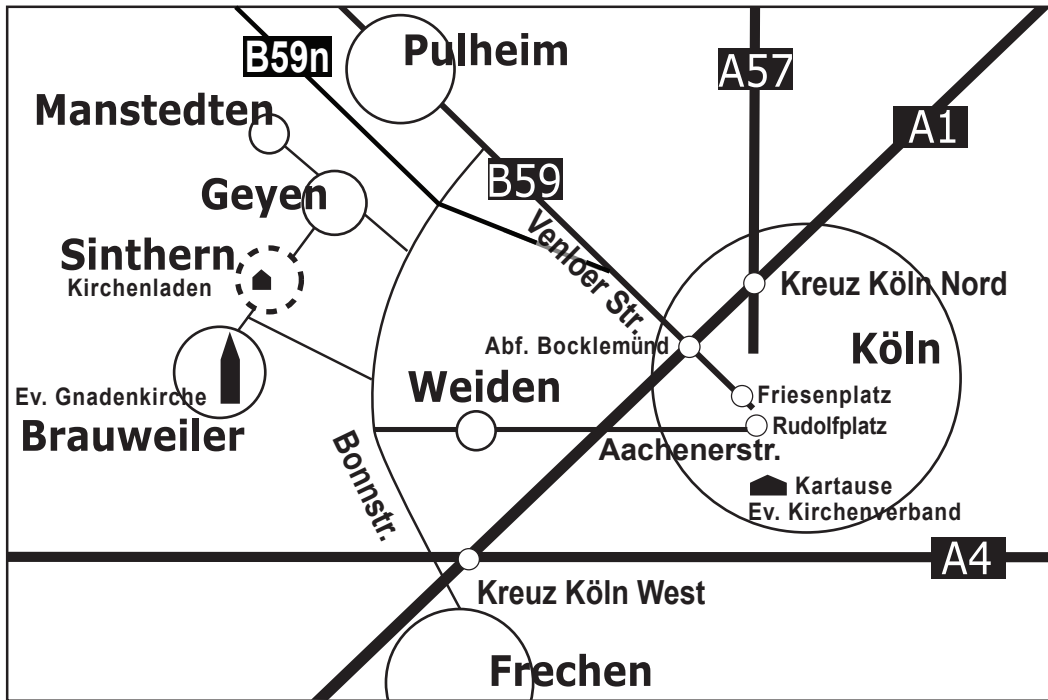 B59n
Pulheim
A57
A1
Manstedten
B59
Geyen
Venloer Str.
Sinthern
Kirchenladen
Kreuz Köln Nord
Abf. Bocklemünd
Köln
Weiden
Ev. Gnadenkirche
Friesenplatz
Brauweiler
Rudolfplatz
Aachenerstr.
Bonnstr.
Kartause
Ev. Kirchenverband
A4
Kreuz Köln West
Frechen